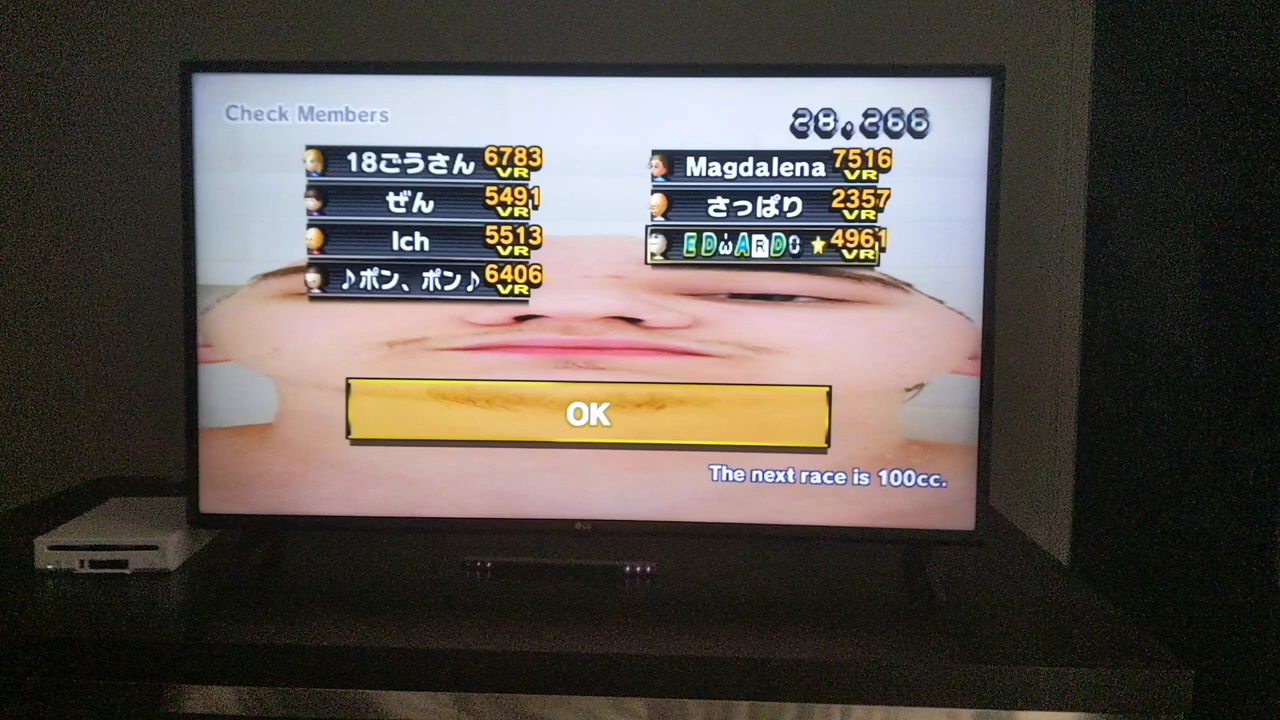 Check Members
28,266
18ごうさん 6783 VR
Magdalena 7516 VR
ぜん 5491 VR
さっぱり 2357 VR
Ich 5513 VR
EDώARDO ★ 4961 VR
♪ポン、ポン♪ 6406 VR
OK
The next race is 100cc.
LG